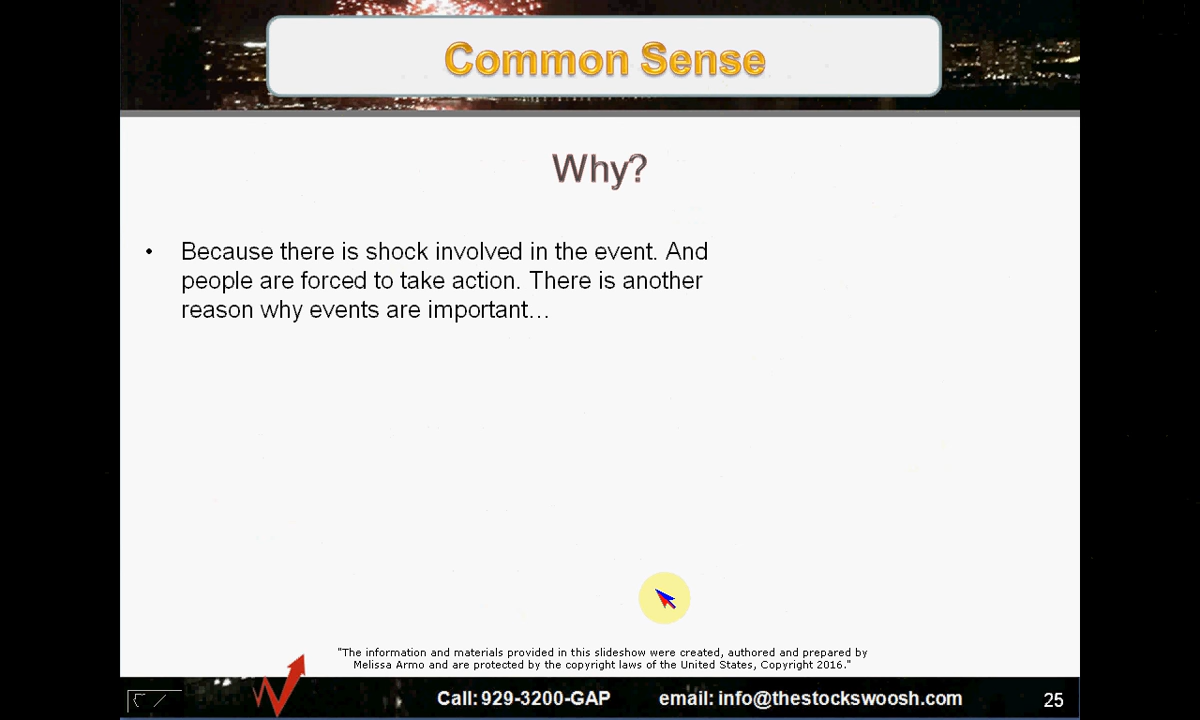 Common Sense
Why?
• Because there is shock involved in the event. And
people are forced to take action. There is another
reason why events are important…
"The information and materials provided in this slideshow were created, authored and prepared by
Melissa Armo and are protected by the copyright laws of the United States, Copyright 2016."
Call: 929-3200-GAP email: info@thestockswoosh.com 25